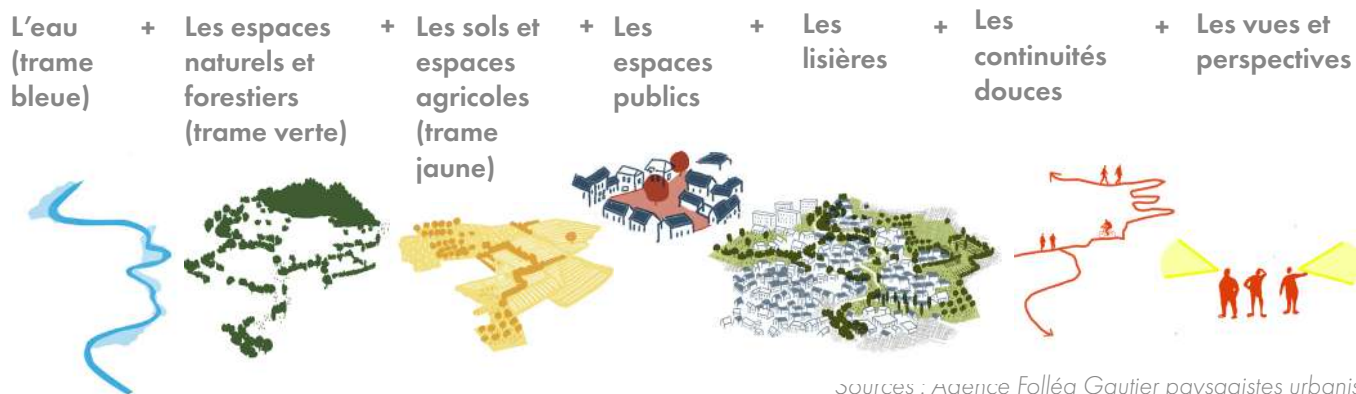 L'eau
(trame
bleue)
+
Les espaces
naturels et
forestiers
(trame verte)
+
Les sols et
espaces
agricoles
(trame
jaune)
+
Les
espaces
publics
+
Les
lisières
+
Les
continuités
douces
+
Les vues et
perspectives
Sources : Agence Folléa Gautier paysagistes urbanis